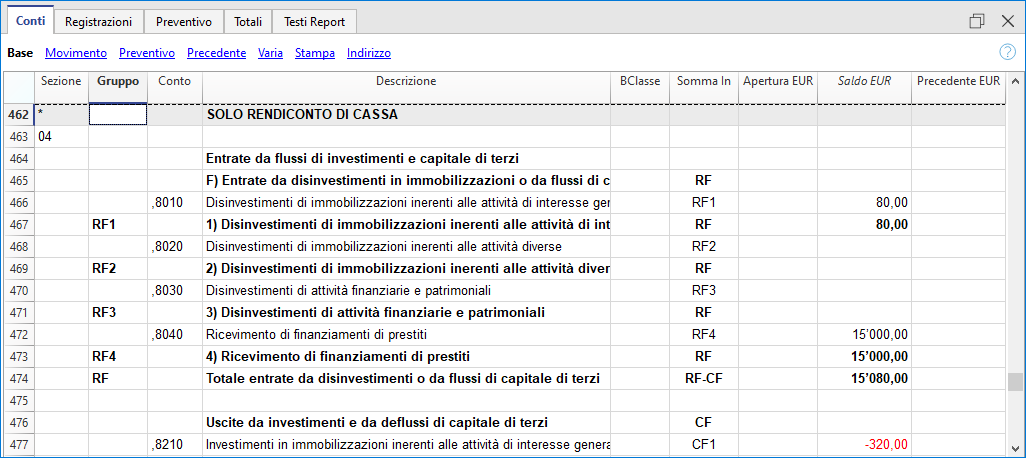 Conti Registrazioni Preventivo Totali Testi Report
Base Movimento Preventivo Precedente Varia Stampa Indirizzo ?
Sezione Gruppo Conto Descrizione BClasse Somma In Apertura EUR Saldo EUR Precedente EUR
462 * SOLO RENDICONTO DI CASSA
463 04
464 Entrate da flussi di investimenti e capitale di terzi
465 F) Entrate da disinvestimenti in immobilizzazioni o da flussi di c RF
466 ,8010 Disinvestimenti di immobilizzazioni inerenti alle attività di interesse ger RF1 80,00
467 RF1 1) Disinvestimenti di immobilizzazioni inerenti alle attività di int RF 80,00
468 ,8020 Disinvestimenti di immobilizzazioni inerenti alle attività diverse RF2
469 RF2 2) Disinvestimenti di immobilizzazioni inerenti alle attività diver RF
470 ,8030 Disinvestimenti di attività finanziarie e patrimoniali RF3
471 RF3 3) Disinvestimenti di attività finanziarie e patrimoniali RF
472 ,8040 Ricevimento di finanziamenti di prestiti RF4 15’000,00
473 RF4 4) Ricevimento di finanziamenti di prestiti RF 15’000,00
474 RF Totale entrate da disinvestimenti o da flussi di capitale di terzi RF-CF 15’080,00
475
476 Uscite da investimenti e da deflussi di capitale di terzi CF
477 ,8210 Investimenti in immobilizzazioni inerenti alle attività di interesse genera CF1 -320,00